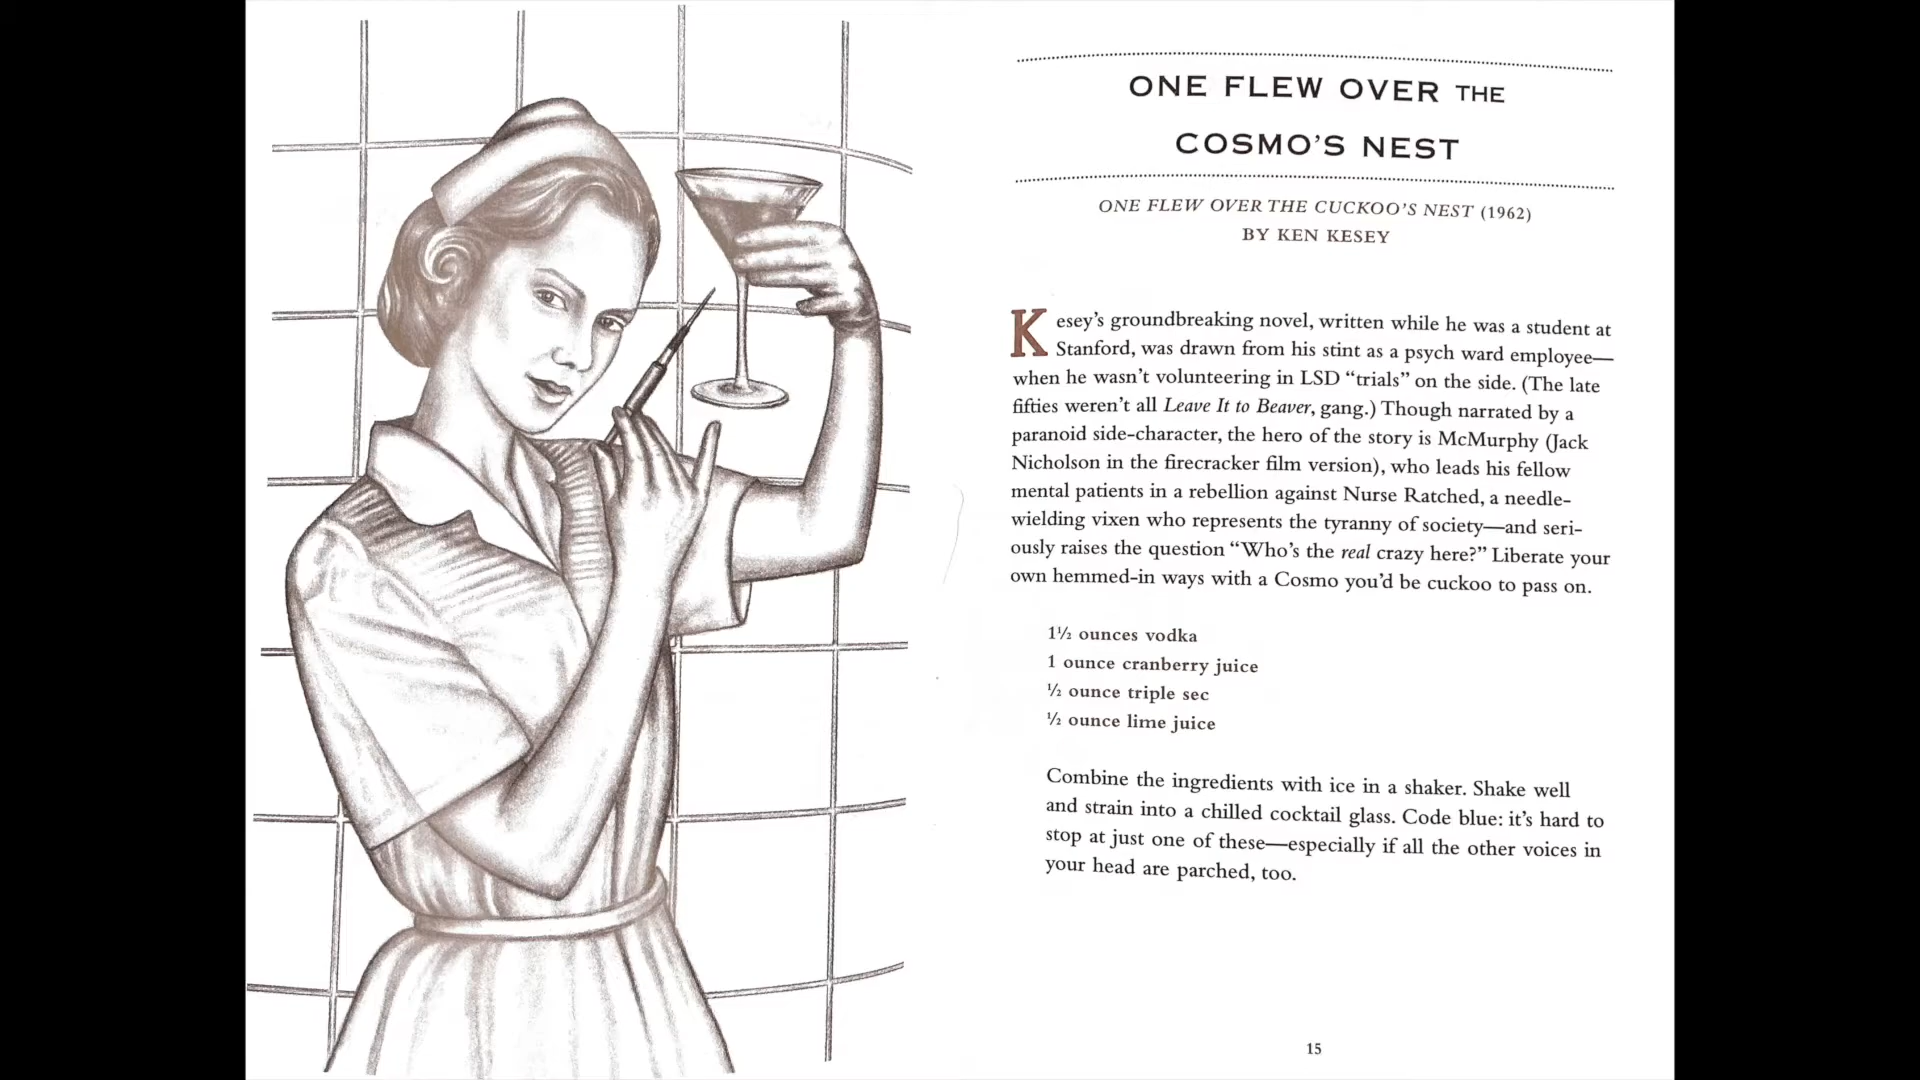 ONE FLEW OVER THE
COSMO'S NEST
ONE FLEW OVER THE CUCKOO'S NEST (1962)
BY KEN KESEY
Kesey's groundbreaking novel, written while he was a student at
Stanford, was drawn from his stint as a psych ward employee—
when he wasn't volunteering in LSD “trials” on the side. (The late
fifties weren't all Leave It to Beaver, gang.) Though narrated by a
paranoid side-character, the hero of the story is McMurphy (Jack
Nicholson in the firecracker film version), who leads his fellow
mental patients in a rebellion against Nurse Ratched, a needle-
wielding vixen who represents the tyranny of society—and seri-
ously raises the question “Who's the real crazy here?” Liberate your
own hemmed-in ways with a Cosmo you'd be cuckoo to pass on.
1½ ounces vodka
1 ounce cranberry juice
½ ounce triple sec
½ ounce lime juice
Combine the ingredients with ice in a shaker. Shake well
and strain into a chilled cocktail glass. Code blue: it's hard to
stop at just one of these—especially if all the other voices in
your head are parched, too.
15